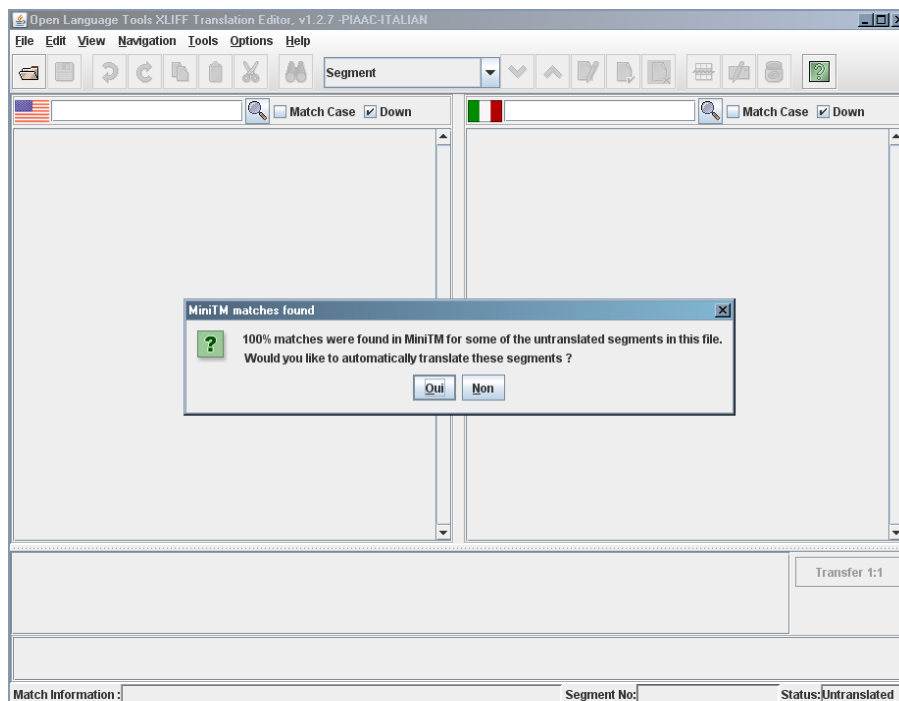 Open Language Tools XLIFF Translation Editor, v1.2.7 -PIAAC-ITALIAN
File Edit View Navigation Tools Options Help
Segment
Match Case Down Match Case Down
MiniTM matches found
100% matches were found in MiniTM for some of the untranslated segments in this file.
Would you like to automatically translate these segments ?
Oui Non
Transfer 1:1
Match Information : Segment No: Status:Untranslated